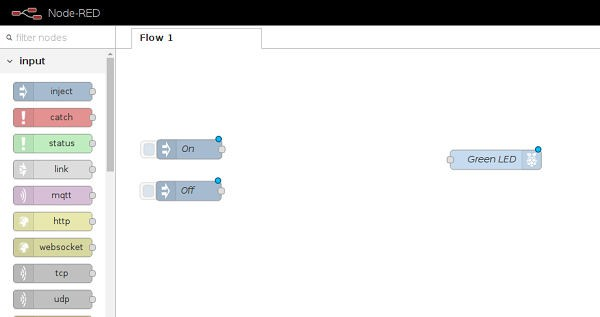 Node-RED
filter nodes
Flow 1
input
inject
catch
status
link
mqtt
http
websocket
tcp
udp
On
Off
Green LED